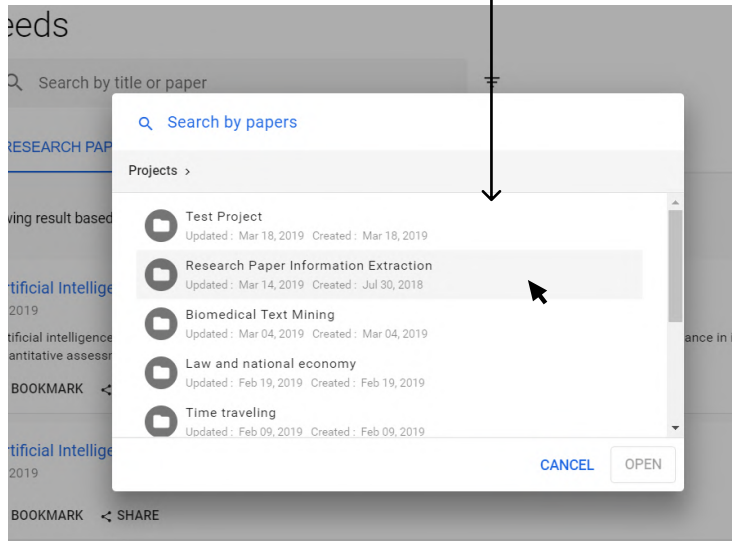 eeds
Search by title or paper
Search by papers
RESEARCH PAP
Projects >
wing result based
Test Project
Updated : Mar 18, 2019 Created : Mar 18, 2019
Research Paper Information Extraction
Updated : Mar 14, 2019 Created : Jul 30, 2018
tificial Intellige
2019
Biomedical Text Mining
Updated : Mar 04, 2019 Created : Mar 04, 2019
tificial intelligence
ance in i
antitative assessr
Law and national economy
Updated : Feb 19, 2019 Created : Feb 19, 2019
BOOKMARK
Time traveling
Updated : Feb 09, 2019 Created : Feb 09, 2019
rtificial Intellige
2019
CANCEL OPEN
BOOKMARK SHARE